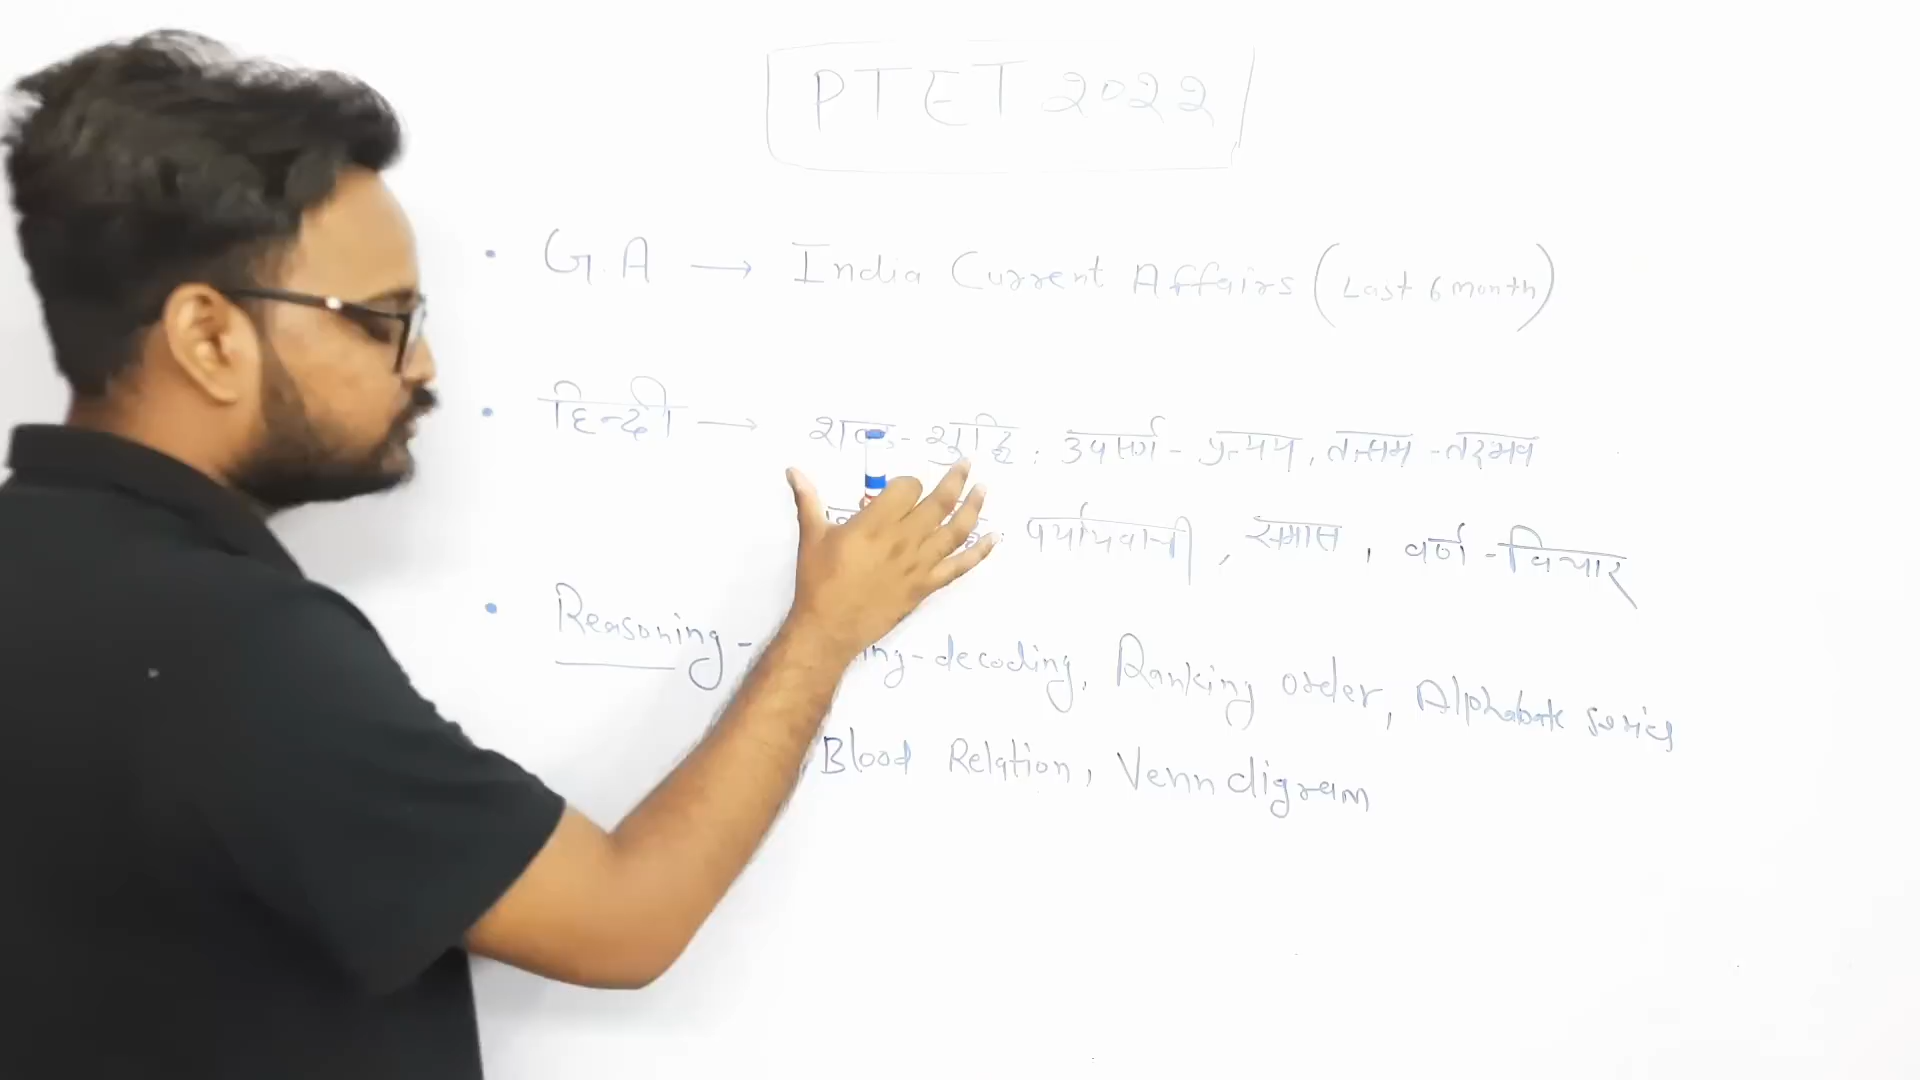 PTET 2022
• G.A → India Current Affairs (Last 6 month)
• हिन्दी → शब्द - शुद्धि, उपसर्ग - प्रत्यय, तत्सम - तद्भव
पर्यायवाची, समास, वर्ण - विचार
• Reasoning - decoding, Ranking order, Alphabate series
Blood Relation, Venn digram